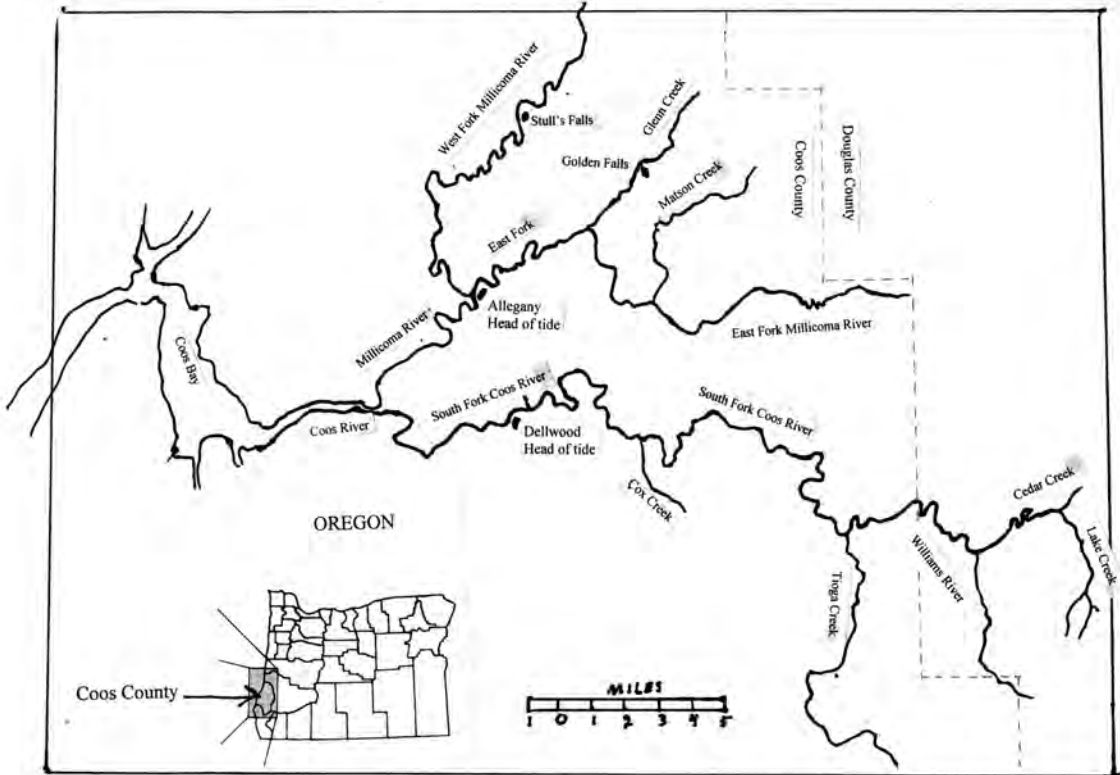 West Fork Millicoma River
Stull's Falls
Glenn Creek
Golden Falls
Matson Creek
Coos County
Douglas County
East Fork
Allegany
Head of tide
Millicoma River
East Fork Millicoma River
Coos Bay
South Fork Coos River
South Fork Coos River
Coos River
Dellwood
Head of tide
Cox Creek
Cedar Creek
Lake Creek
Williams River
Tioga Creek
OREGON
Coos County
MILES
1 0 1 2 3 4 5